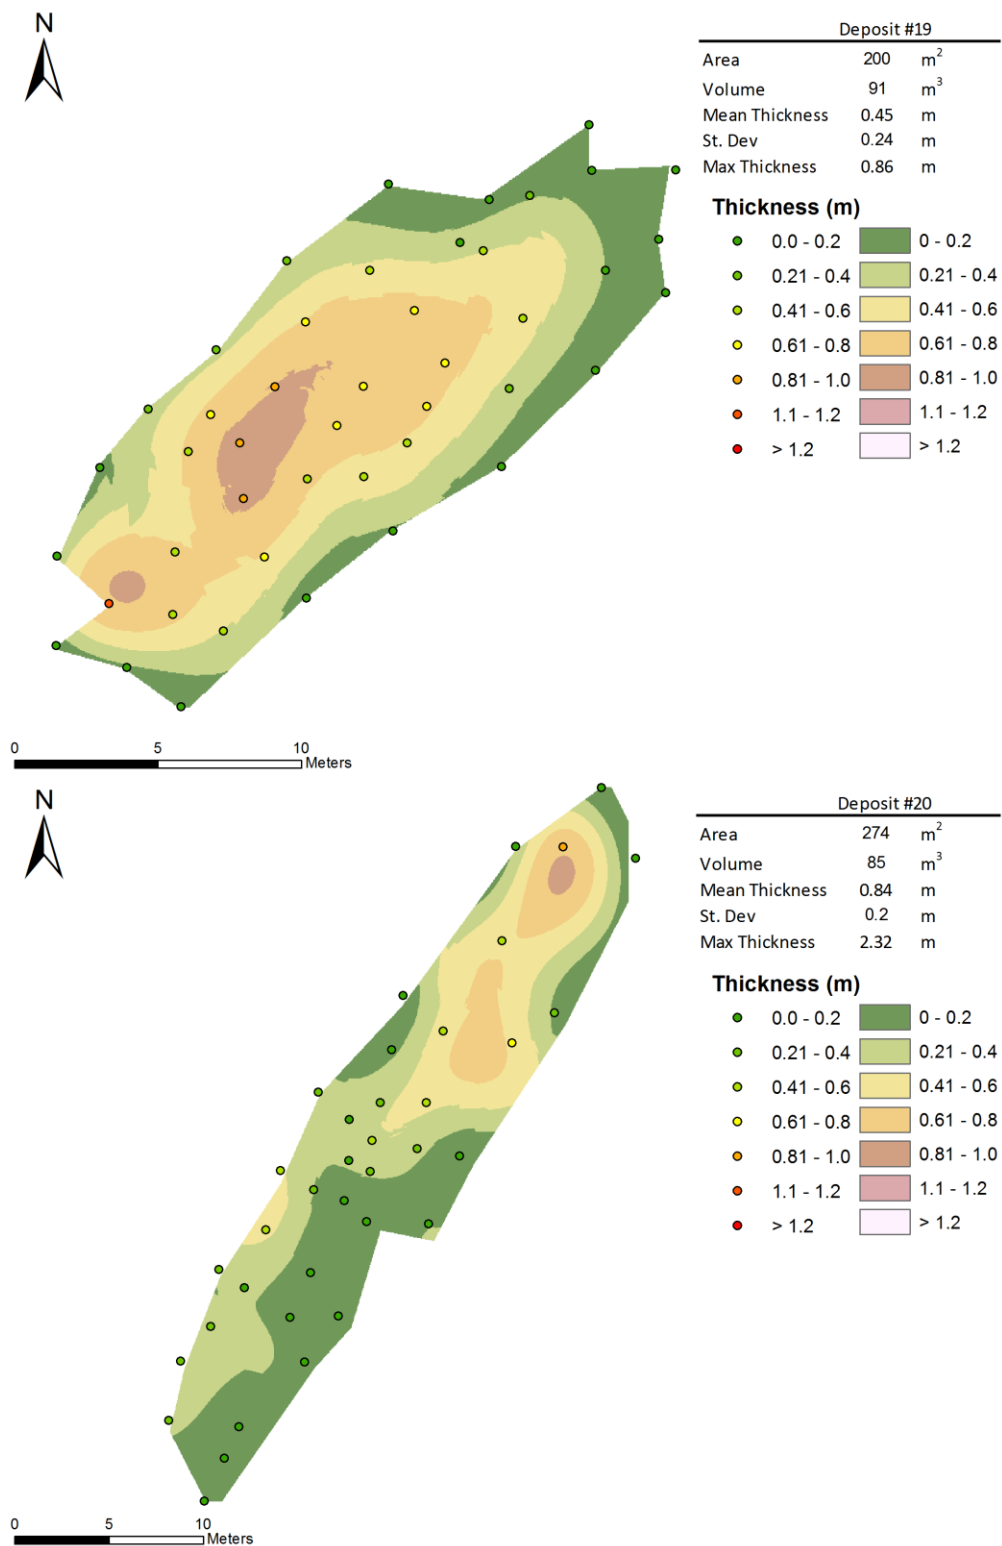 N
Deposit #19
Area 200 m2
Volume 91 m3
Mean Thickness 0.45 m
St. Dev 0.24 m
Max Thickness 0.86 m
Thickness (m)
0.0 - 0.2 0 - 0.2
0.21 - 0.4 0.21 - 0.4
0.41 - 0.6 0.41 - 0.6
0.61 - 0.8 0.61 - 0.8
0.81 - 1.0 0.81 - 1.0
1.1 - 1.2 1.1 - 1.2
> 1.2 > 1.2
0 5 10
Meters
N
Deposit #20
Area 274 m2
Volume 85 m3
Mean Thickness 0.84 m
St. Dev 0.2 m
Max Thickness 2.32 m
Thickness (m)
0.0 - 0.2 0 - 0.2
0.21 - 0.4 0.21 - 0.4
0.41 - 0.6 0.41 - 0.6
0.61 - 0.8 0.61 - 0.8
0.81 - 1.0 0.81 - 1.0
1.1 - 1.2 1.1 - 1.2
> 1.2 > 1.2
0 5 10
Meters